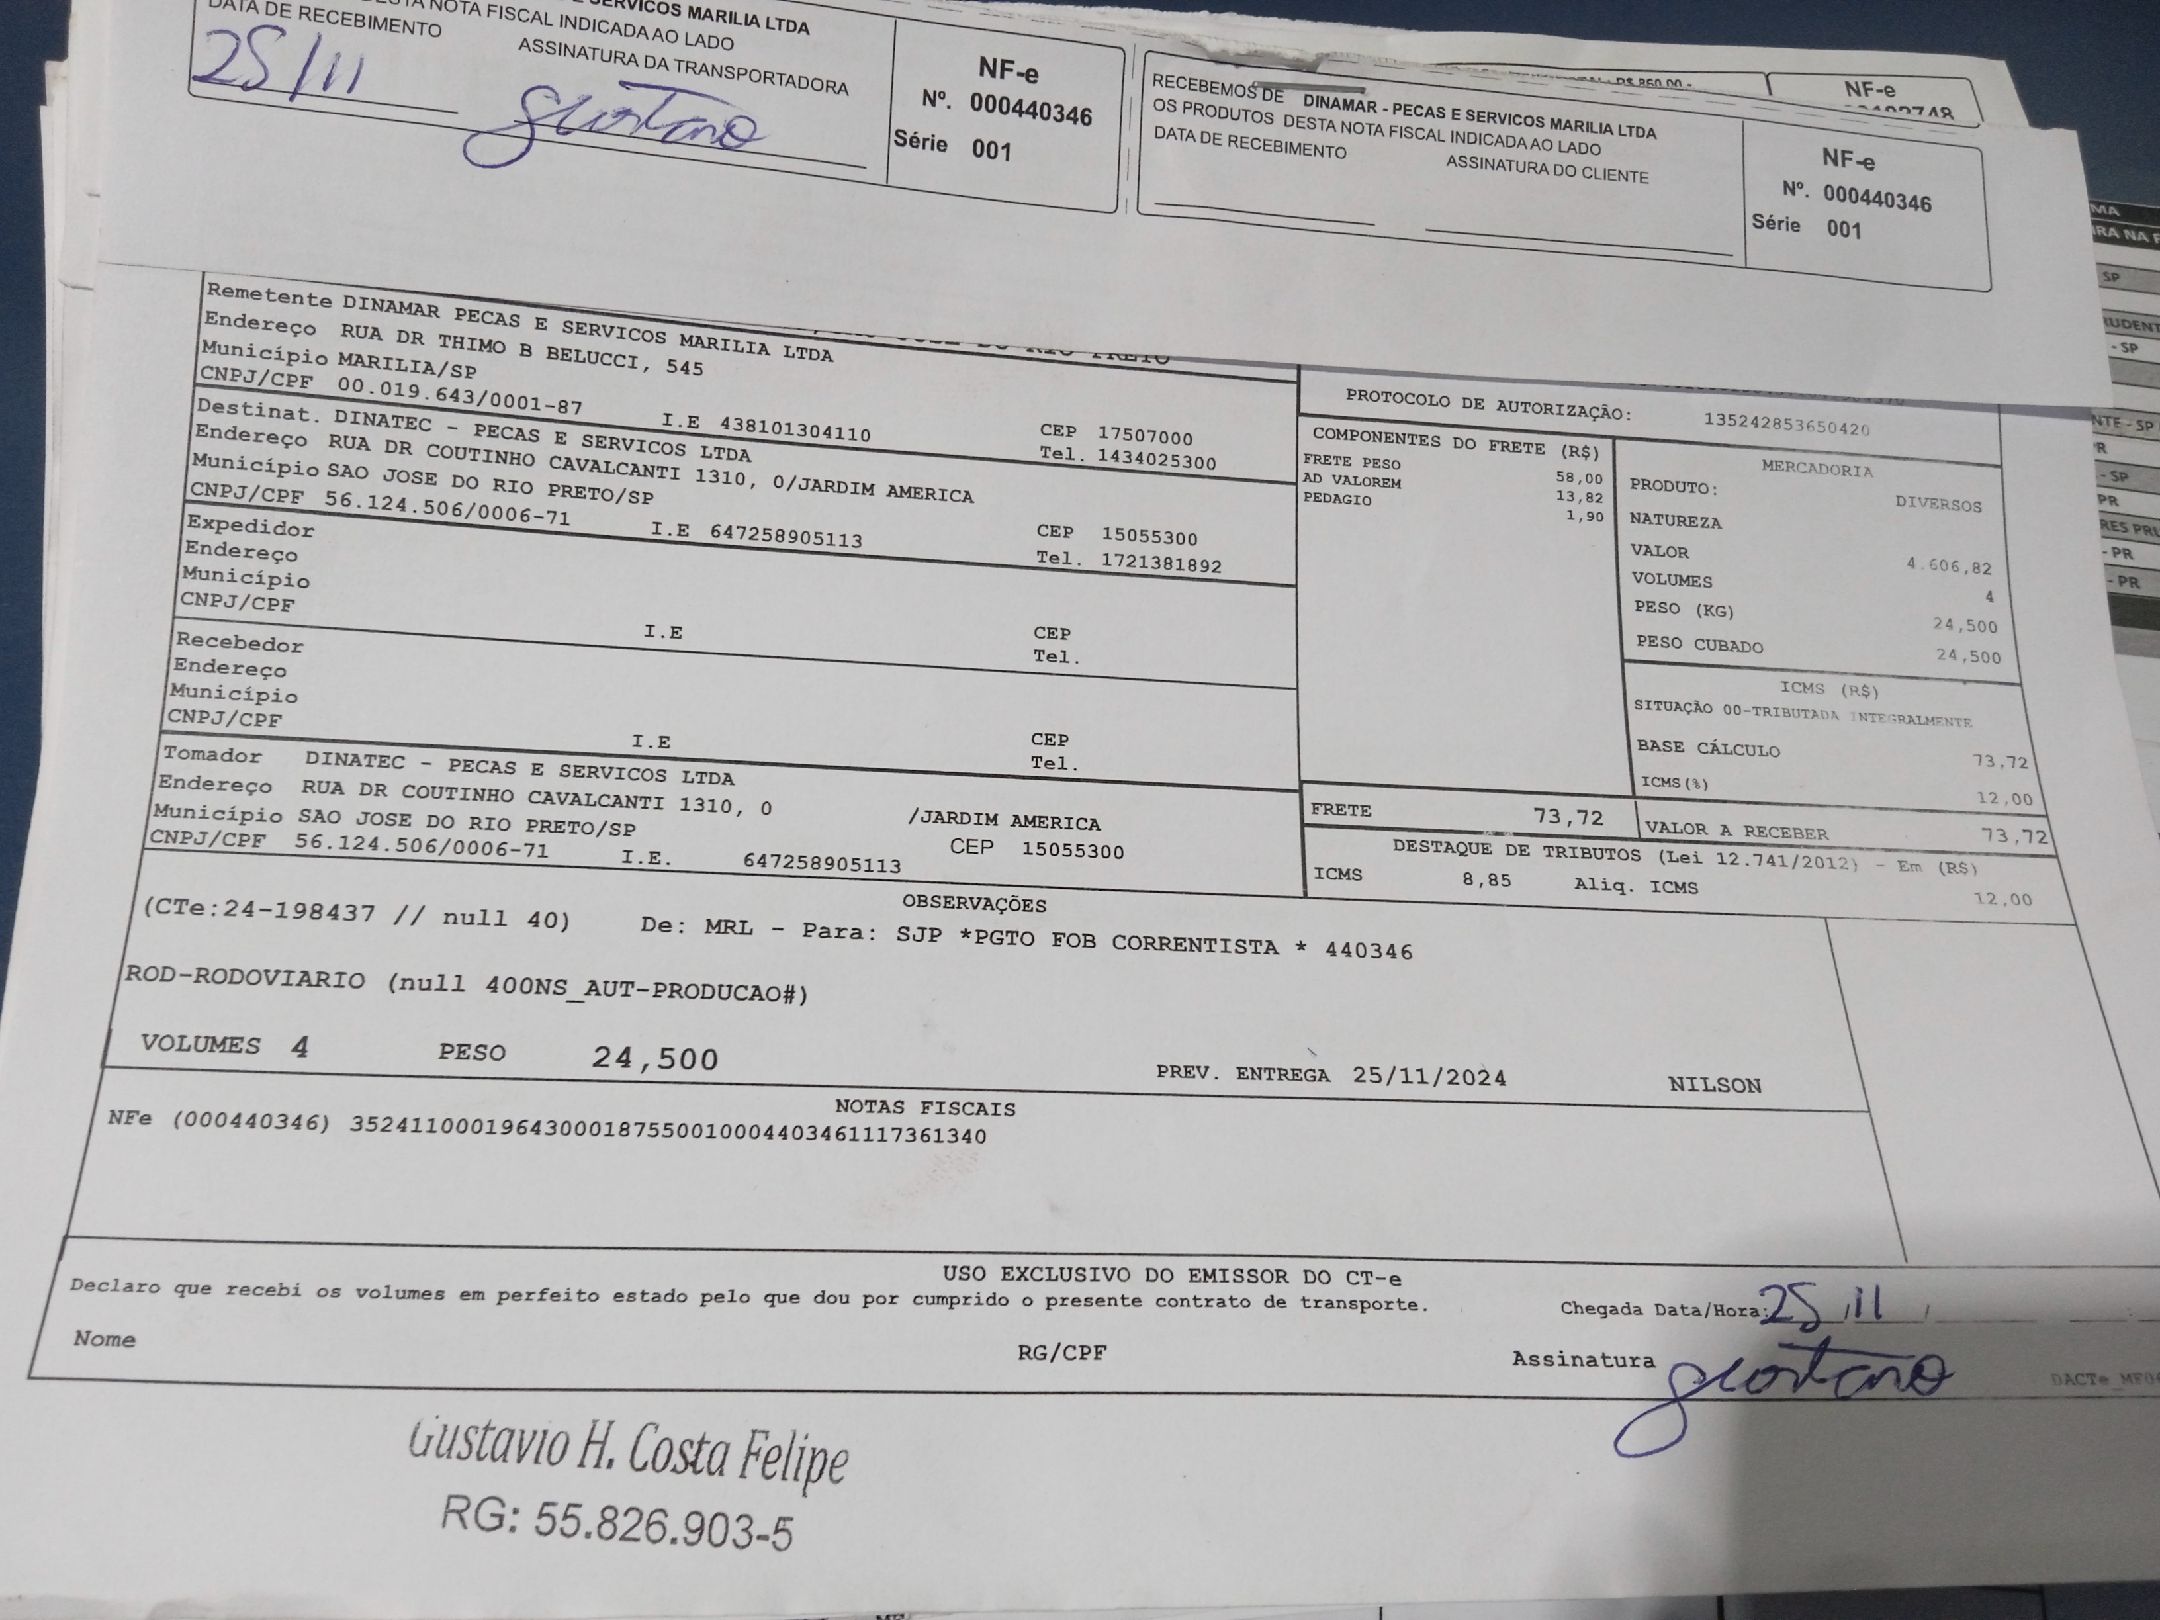 SERVICOS MARILIA LTDA
DESTA NOTA FISCAL INDICADA AO LADO
DATA DE RECEBIMENTO
ASSINATURA DA TRANSPORTADORA
25/11
Gustavo
NF-e
Nº. 000440346
Série 001
RECEBEMOS DE DINAMAR - PECAS E SERVICOS MARILIA LTDA
OS PRODUTOS DESTA NOTA FISCAL INDICADA AO LADO
DATA DE RECEBIMENTO
ASSINATURA DO CLIENTE
NF-e
Nº. 000440346
Série 001
NF-e
Remetente DINAMAR PECAS E SERVICOS MARILIA LTDA
Endereço RUA DR THIMO B BELUCCI, 545
Município MARILIA/SP
CNPJ/CPF 00.019.643/0001-87 I.E 438101304110
CEP 17507000
Tel. 1434025300
Destinat. DINATEC - PECAS E SERVICOS LTDA
Endereço RUA DR COUTINHO CAVALCANTI 1310, 0/JARDIM AMERICA
Município SAO JOSE DO RIO PRETO/SP
CNPJ/CPF 56.124.506/0006-71 I.E 647258905113
CEP 15055300
Tel. 1721381892
Expedidor
Endereço
Município
CNPJ/CPF
I.E
CEP
Tel.
Recebedor
Endereço
Município
CNPJ/CPF
I.E
CEP
Tel.
Tomador DINATEC - PECAS E SERVICOS LTDA
Endereço RUA DR COUTINHO CAVALCANTI 1310, 0 /JARDIM AMERICA
Município SAO JOSE DO RIO PRETO/SP
CEP 15055300
CNPJ/CPF 56.124.506/0006-71 I.E. 647258905113
PROTOCOLO DE AUTORIZAÇÃO: 135242853650420
COMPONENTES DO FRETE (R$)
FRETE PESO 58,00
AD VALOREM 13,82
PEDAGIO 1,90
MERCADORIA
PRODUTO: DIVERSOS
NATUREZA
VALOR 4.606,82
VOLUMES 4
PESO (KG) 24,500
PESO CUBADO 24,500
ICMS (R$)
SITUAÇÃO 00-TRIBUTADA INTEGRALMENTE
BASE CÁLCULO 73,72
ICMS(%) 12,00
FRETE 73,72
VALOR A RECEBER 73,72
DESTAQUE DE TRIBUTOS (Lei 12.741/2012) - Em (R$)
ICMS 8,85 Aliq. ICMS 12,00
OBSERVAÇÕES
(CTe:24-198437 // null 40) De: MRL - Para: SJP *PGTO FOB CORRENTISTA * 440346
ROD-RODOVIARIO (null 400NS_AUT-PRODUCAO#)
VOLUMES 4 PESO 24,500 PREV. ENTREGA 25/11/2024 NILSON
NOTAS FISCAIS
NFe (000440346) 35241100019643000187550010004403461117361340
USO EXCLUSIVO DO EMISSOR DO CT-e
Declaro que recebi os volumes em perfeito estado pelo que dou por cumprido o presente contrato de transporte.
Chegada Data/Hora: 25/11/
Nome
RG/CPF
Assinatura Gustavo
Gustavio H. Costa Felipe
RG: 55.826.903-5